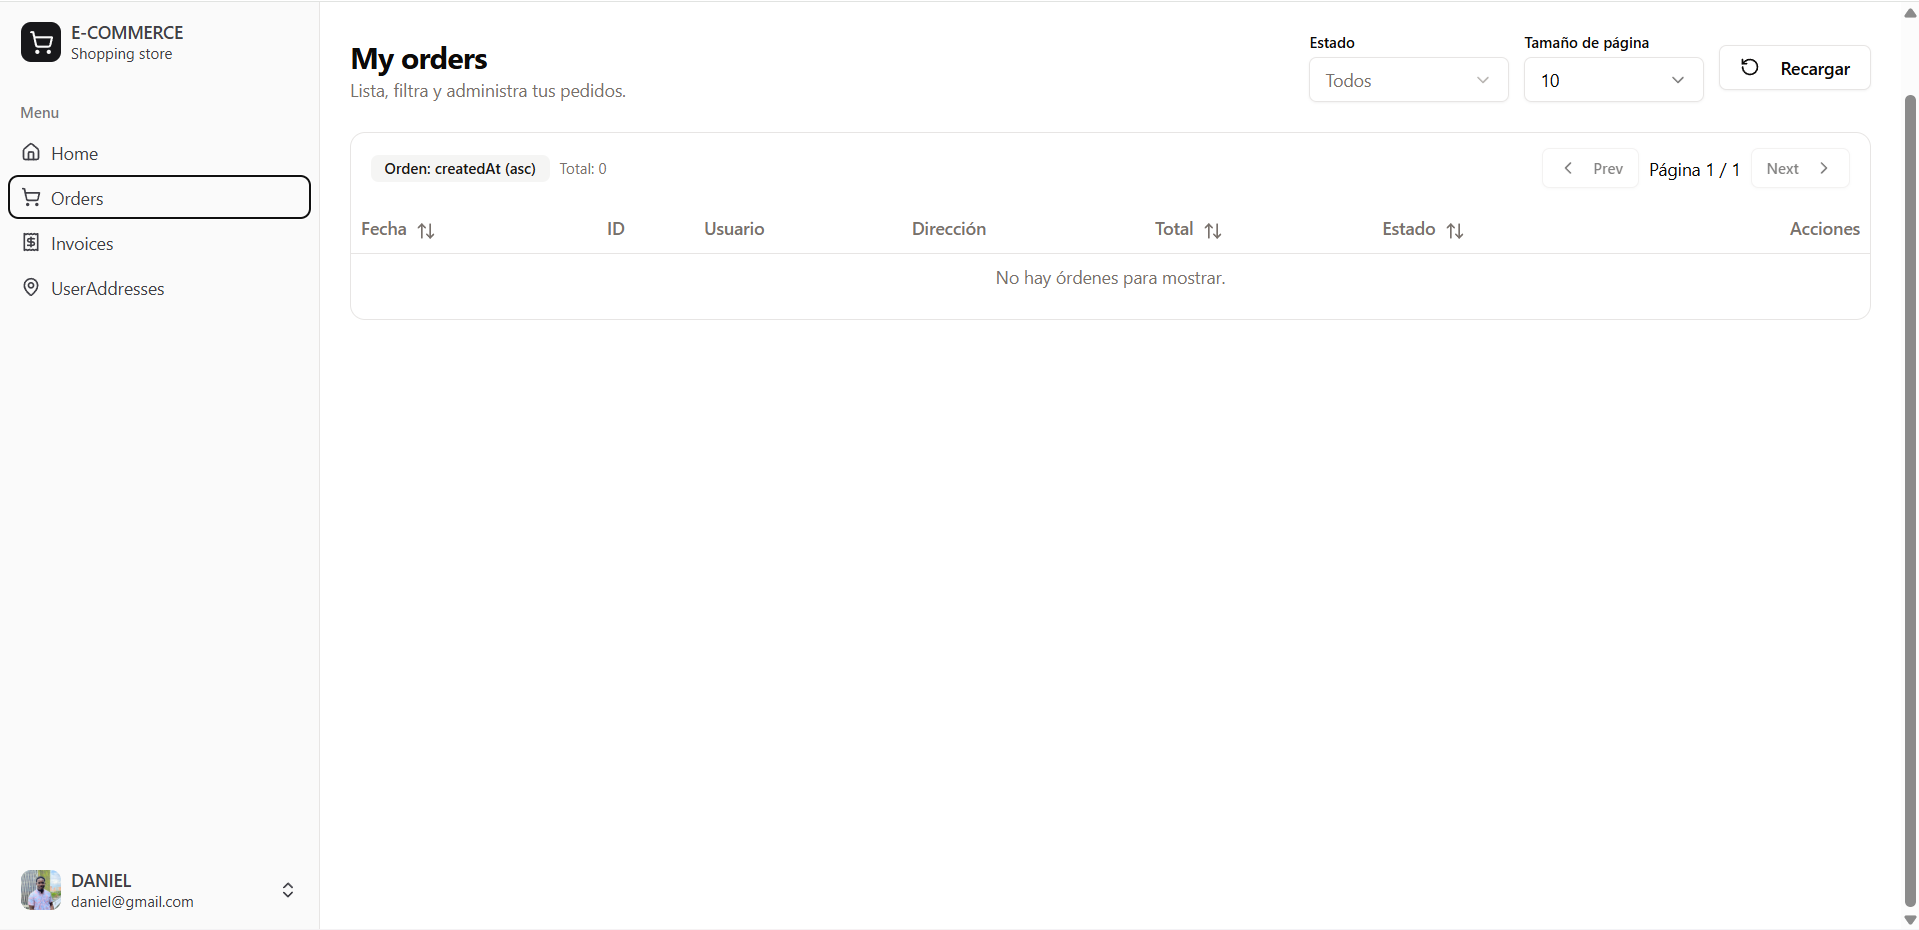 E-COMMERCE
Shopping store
Menu
Home
Orders
Invoices
UserAddresses
DANIEL
daniel@gmail.com
My orders
Lista, filtra y administra tus pedidos.
Estado
Todos
Tamaño de página
10
Recargar
Orden: createdAt (asc) Total: 0
Prev Página 1 / 1 Next
Fecha ID Usuario Dirección Total Estado Acciones
No hay órdenes para mostrar.